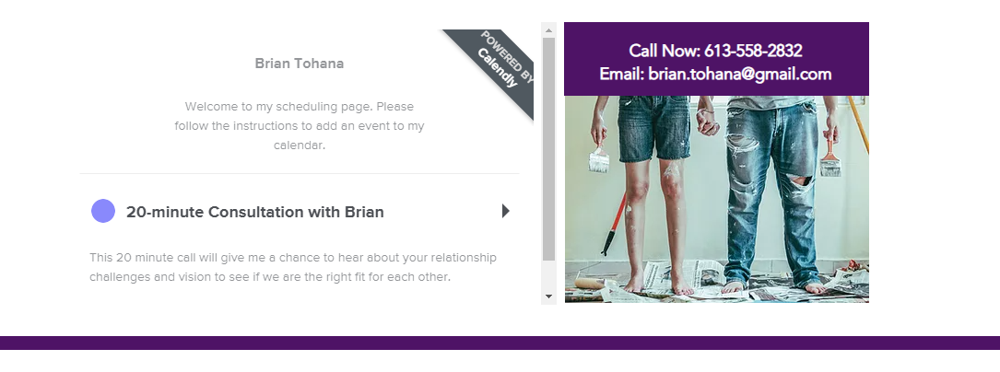 Brian Tohana
POWERED BY
Calendly
Welcome to my scheduling page. Please
follow the instructions to add an event to my
calendar.
20-minute Consultation with Brian
This 20 minute call will give me a chance to hear about your relationship
challenges and vision to see if we are the right fit for each other.
Call Now: 613-558-2832
Email: brian.tohana@gmail.com